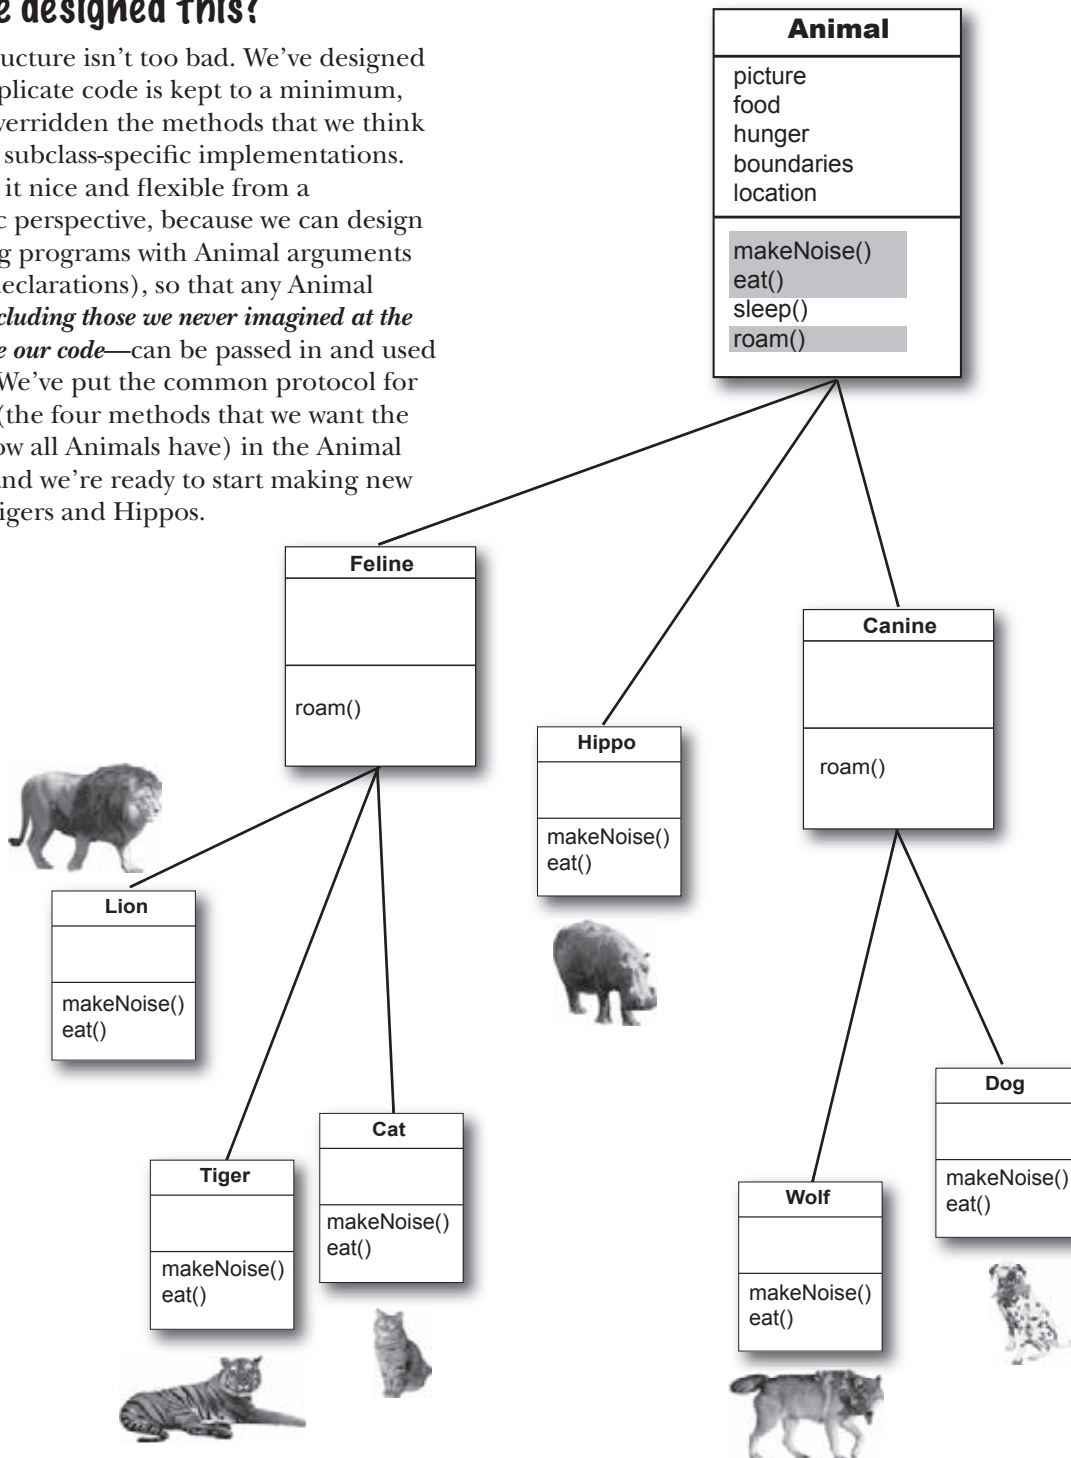 e designed this?
ucture isn't too bad. We've designed
plicate code is kept to a minimum,
verridden the methods that we think
subclass-specific implementations.
it nice and flexible from a
c perspective, because we can design
g programs with Animal arguments
eclarations), so that any Animal
cluding those we never imagined at the
e our code—can be passed in and used
We've put the common protocol for
(the four methods that we want the
ow all Animals have) in the Animal
nd we're ready to start making new
igers and Hippos.
Animal
picture
food
hunger
boundaries
location
makeNoise()
eat()
sleep()
roam()
Feline
roam()
Hippo
makeNoise()
eat()
Canine
roam()
Lion
makeNoise()
eat()
Tiger
makeNoise()
eat()
Cat
makeNoise()
eat()
Wolf
makeNoise()
eat()
Dog
makeNoise()
eat()